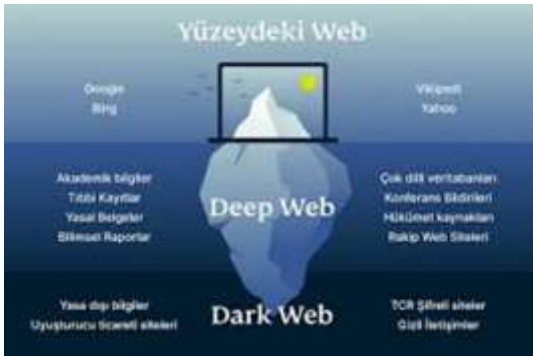 Yüzeydeki Web
Google
Bing
Vikipedi
Yahoo
Akademik bilgiler
Tıbbi Kayıtlar
Yasal Belgeler
Bilimsel Raporlar
Deep Web
Çok dilli veritabanları
Konferans Bildirileri
Hükümet kaynakları
Rakip Web Siteleri
Yasa dışı bilgiler
Uyuşturucu ticareti siteleri
Dark Web
TOR Şifreli siteler
Gizli İletişimler